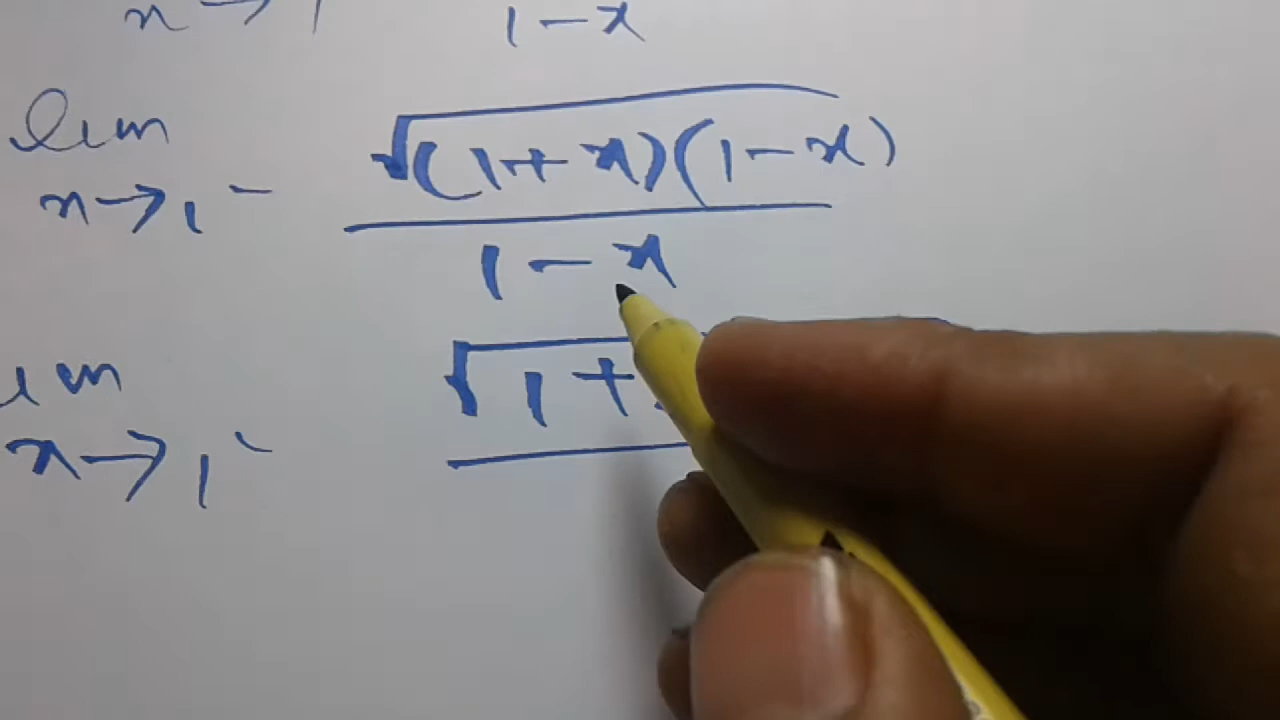 x → 1
1 - x
lim √(1 + x)(1 - x)
x → 1⁻
1 - x
lim √1 +
x → 1⁻